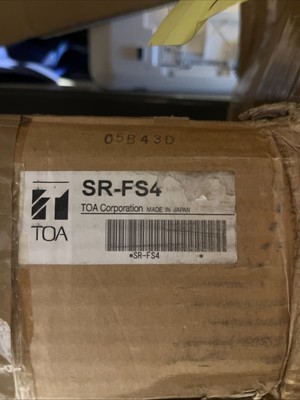 05B43D
SR-FS4
TOA Corporation MADE IN JAPAN
TOA
*SR-FS4 *